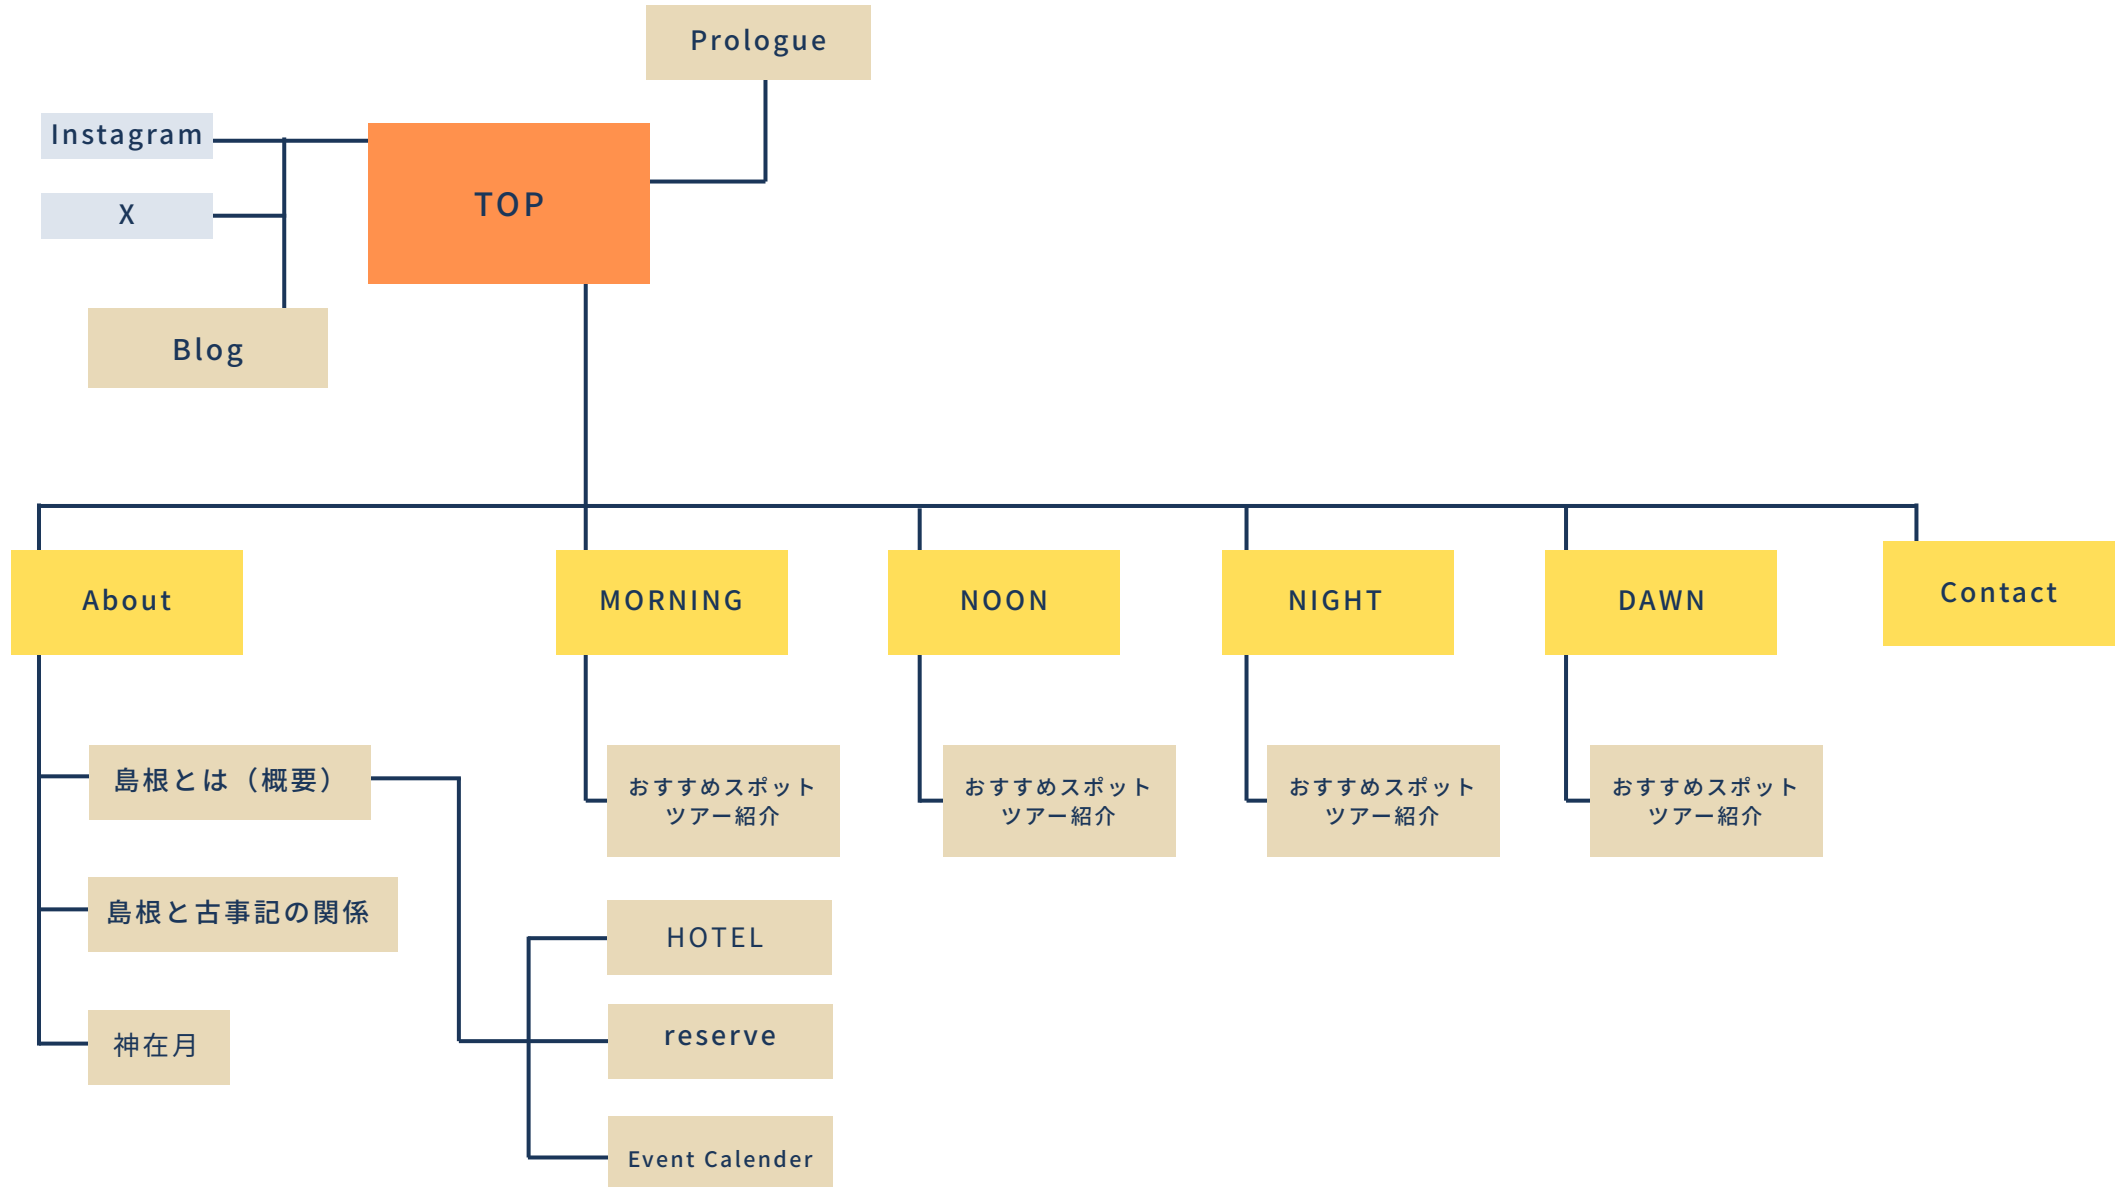 Prologue
Instagram
TOP
X
Blog
About
MORNING
NOON
NIGHT
DAWN
Contact
島根とは（概要）
おすすめスポット
ツアー紹介
おすすめスポット
ツアー紹介
おすすめスポット
ツアー紹介
おすすめスポット
ツアー紹介
島根と古事記の関係
HOTEL
神在月
reserve
Event Calender